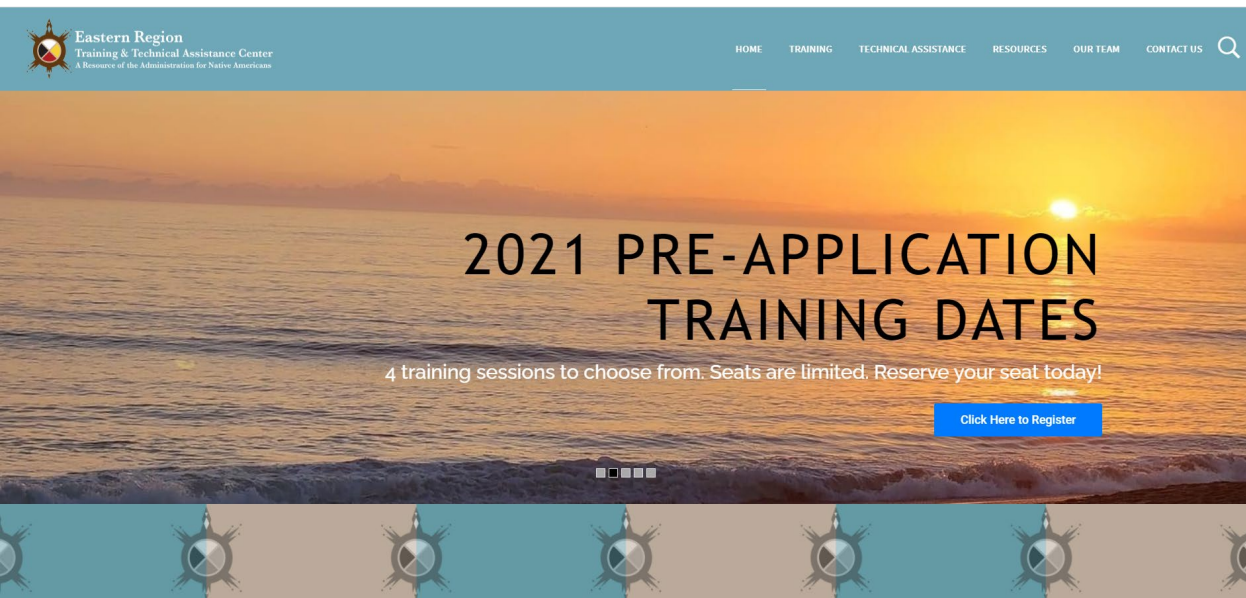 Eastern Region
Training & Technical Assistance Center
A Resource of the Administration for Native Americans
HOME TRAINING TECHNICAL ASSISTANCE RESOURCES OUR TEAM CONTACT US
2021 PRE-APPLICATION
TRAINING DATES
4 training sessions to choose from. Seats are limited. Reserve your seat today!
Click Here to Register